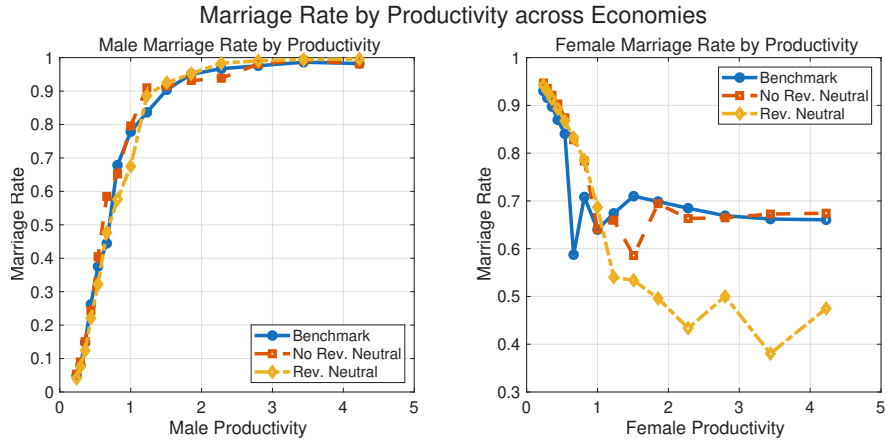 Marriage Rate by Productivity across Economies
Male Marriage Rate by Productivity
1
0.9
0.8
0.7
0.6
0.5
0.4
0.3
0.2
0.1
0
Marriage Rate
0 1 2 3 4 5
Male Productivity
Benchmark
No Rev. Neutral
Rev. Neutral
Female Marriage Rate by Productivity
1
0.9
0.8
0.7
0.6
0.5
0.4
0.3
Marriage Rate
0 1 2 3 4 5
Female Productivity
Benchmark
No Rev. Neutral
Rev. Neutral